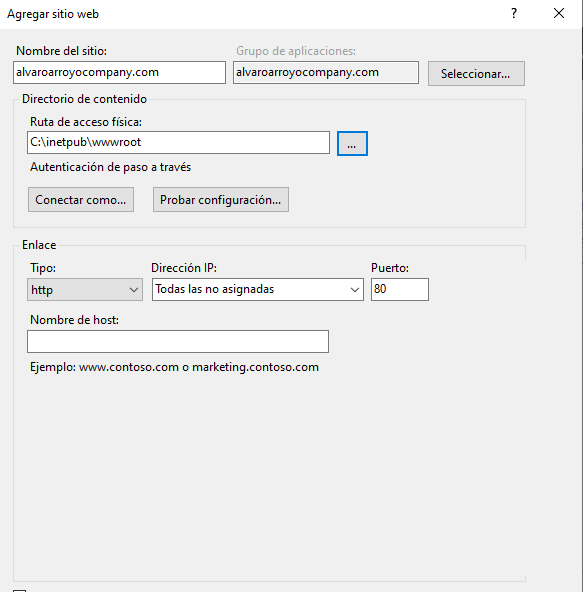 Agregar sitio web
?
Nombre del sitio:
Grupo de aplicaciones:
alvaroarroyocompany.com
alvaroarroyocompany.com
Seleccionar...
Directorio de contenido
Ruta de acceso física:
C:\inetpub\wwwroot
...
Autenticación de paso a través
Conectar como...
Probar configuración...
Enlace
Tipo:
Dirección IP:
Puerto:
http
Todas las no asignadas
80
Nombre de host:
Ejemplo: www.contoso.com o marketing.contoso.com